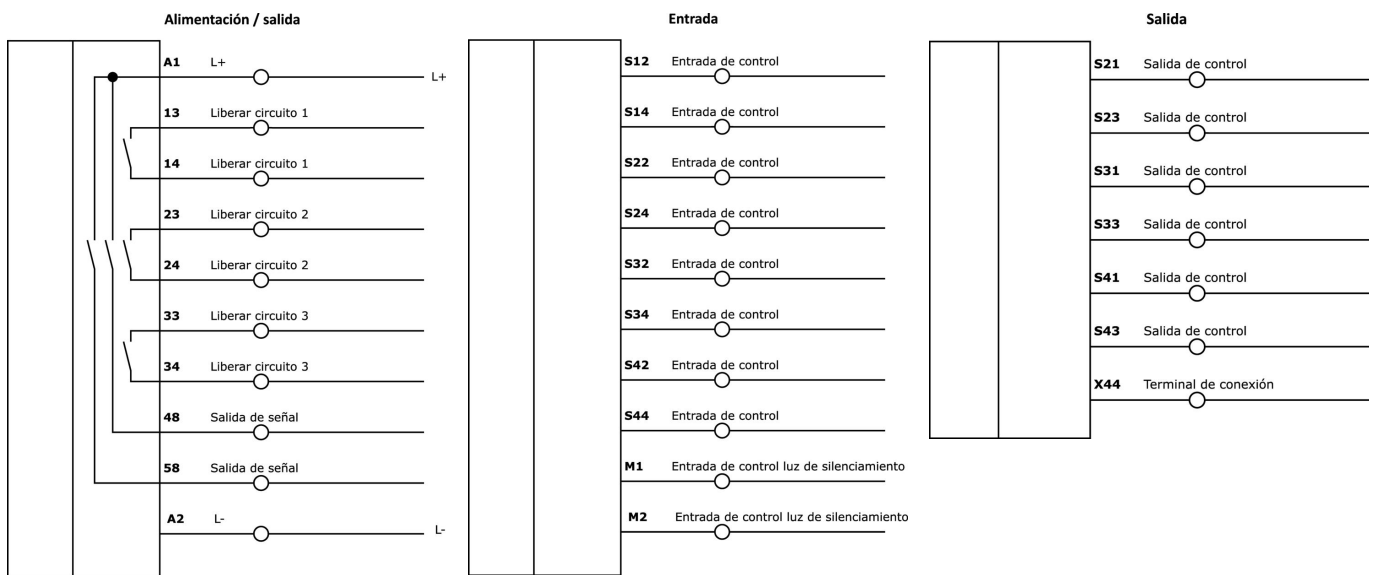 Alimentación / salida
A1 L+
L+
13 Liberar circuito 1
14 Liberar circuito 1
23 Liberar circuito 2
24 Liberar circuito 2
33 Liberar circuito 3
34 Liberar circuito 3
48 Salida de señal
58 Salida de señal
A2 L-
L-
Entrada
S12 Entrada de control
S14 Entrada de control
S22 Entrada de control
S24 Entrada de control
S32 Entrada de control
S34 Entrada de control
S42 Entrada de control
S44 Entrada de control
M1 Entrada de control luz de silenciamiento
M2 Entrada de control luz de silenciamiento
Salida
S21 Salida de control
S23 Salida de control
S31 Salida de control
S33 Salida de control
S41 Salida de control
S43 Salida de control
X44 Terminal de conexión